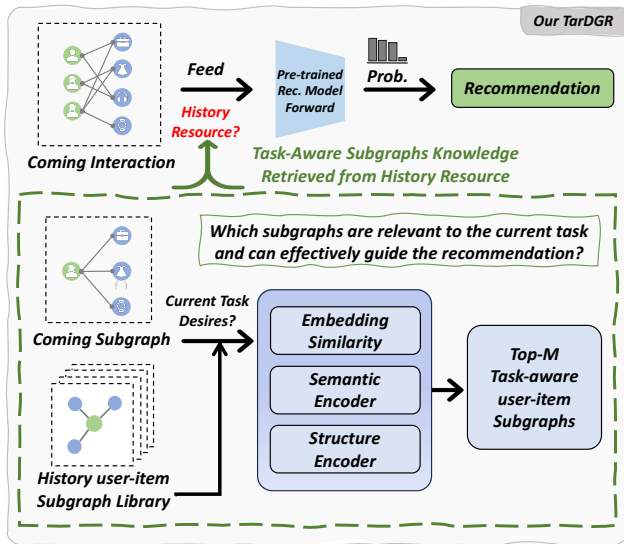 Our TarDGR
Feed
History
Resource?
Pre-trained
Rec. Model
Forward
Prob.
Recommendation
Coming Interaction
Task-Aware Subgraphs Knowledge
Retrieved from History Resource
Which subgraphs are relevant to the current task
and can effectively guide the recommendation?
Coming Subgraph
Current Task
Desires?
Embedding
Similarity
Semantic
Encoder
Structure
Encoder
Top-M
Task-aware
user-item
Subgraphs
History user-item
Subgraph Library